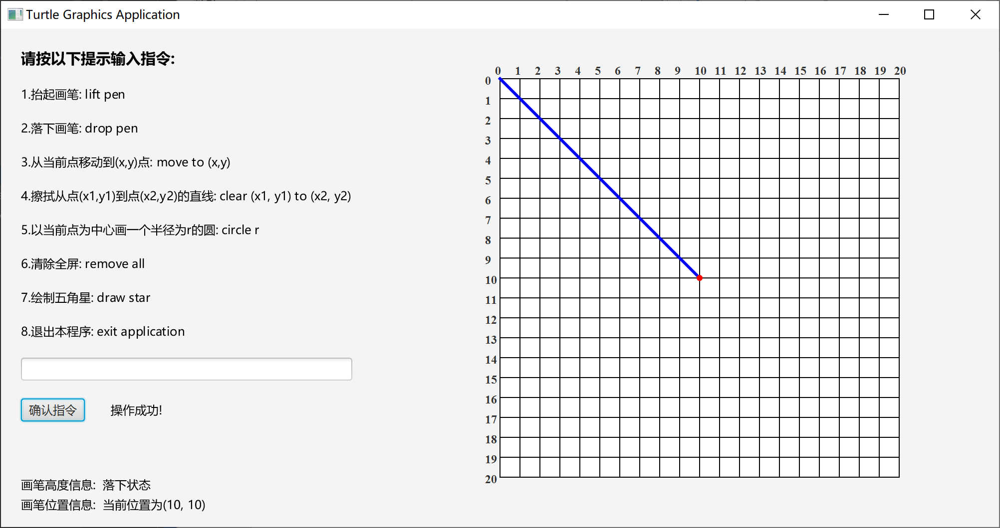 Turtle Graphics Application
请按以下提示输入指令:
1.抬起画笔: lift pen
2.落下画笔: drop pen
3.从当前点移动到(x,y)点: move to (x,y)
4.擦拭从点(x1,y1)到点(x2,y2)的直线: clear (x1, y1) to (x2, y2)
5.以当前点为中心画一个半径为r的圆: circle r
6.清除全屏: remove all
7.绘制五角星: draw star
8.退出本程序: exit application
确认指令 操作成功!
画笔高度信息: 落下状态
画笔位置信息: 当前位置为(10, 10)
0 1 2 3 4 5 6 7 8 9 10 11 12 13 14 15 16 17 18 19 20
0
1
2
3
4
5
6
7
8
9
10
11
12
13
14
15
16
17
18
19
20